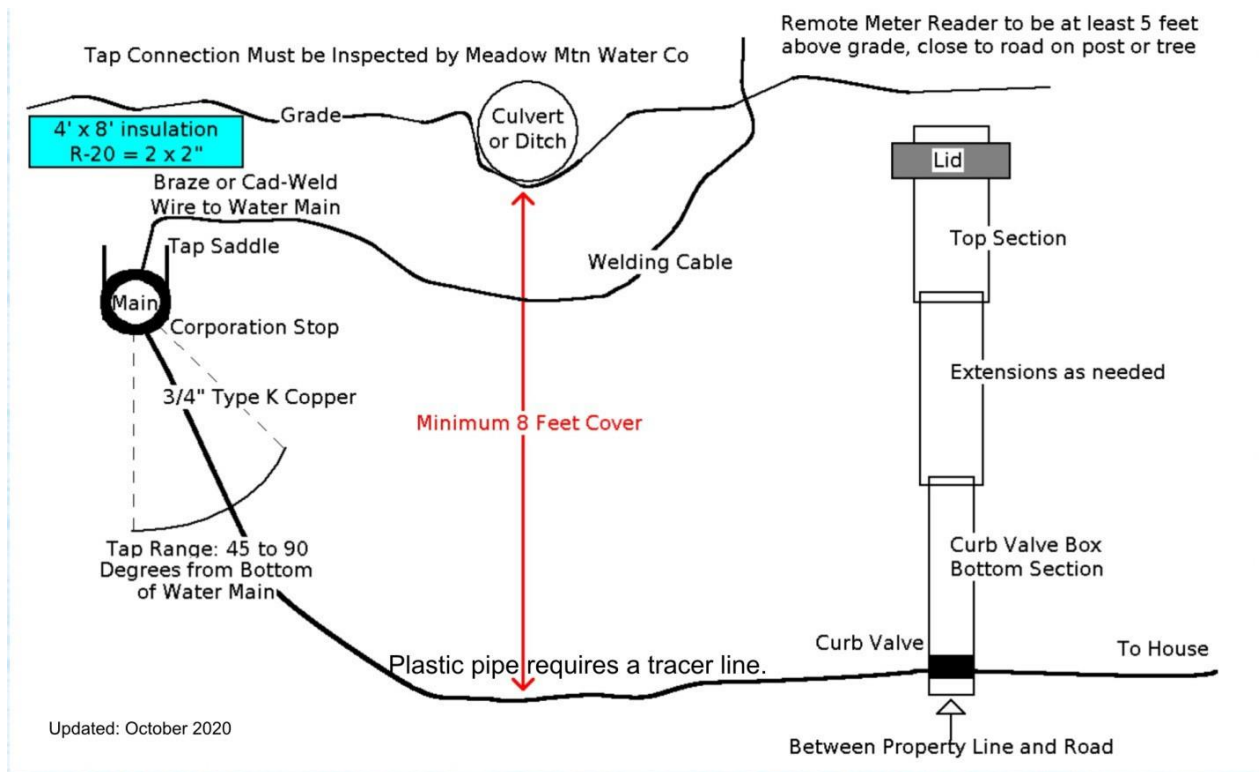 Remote Meter Reader to be at least 5 feet
above grade, close to road on post or tree
Tap Connection Must be Inspected by Meadow Mtn Water Co
Grade
Culvert
or Ditch
4' x 8' insulation
R-20 = 2 x 2"
Lid
Braze or Cad-Weld
Wire to Water Main
Tap Saddle
Top Section
Welding Cable
Main
Corporation Stop
Extensions as needed
3/4" Type K Copper
Minimum 8 Feet Cover
Tap Range: 45 to 90
Degrees from Bottom
of Water Main
Curb Valve Box
Bottom Section
Curb Valve
To House
Plastic pipe requires a tracer line.
Updated: October 2020
Between Property Line and Road